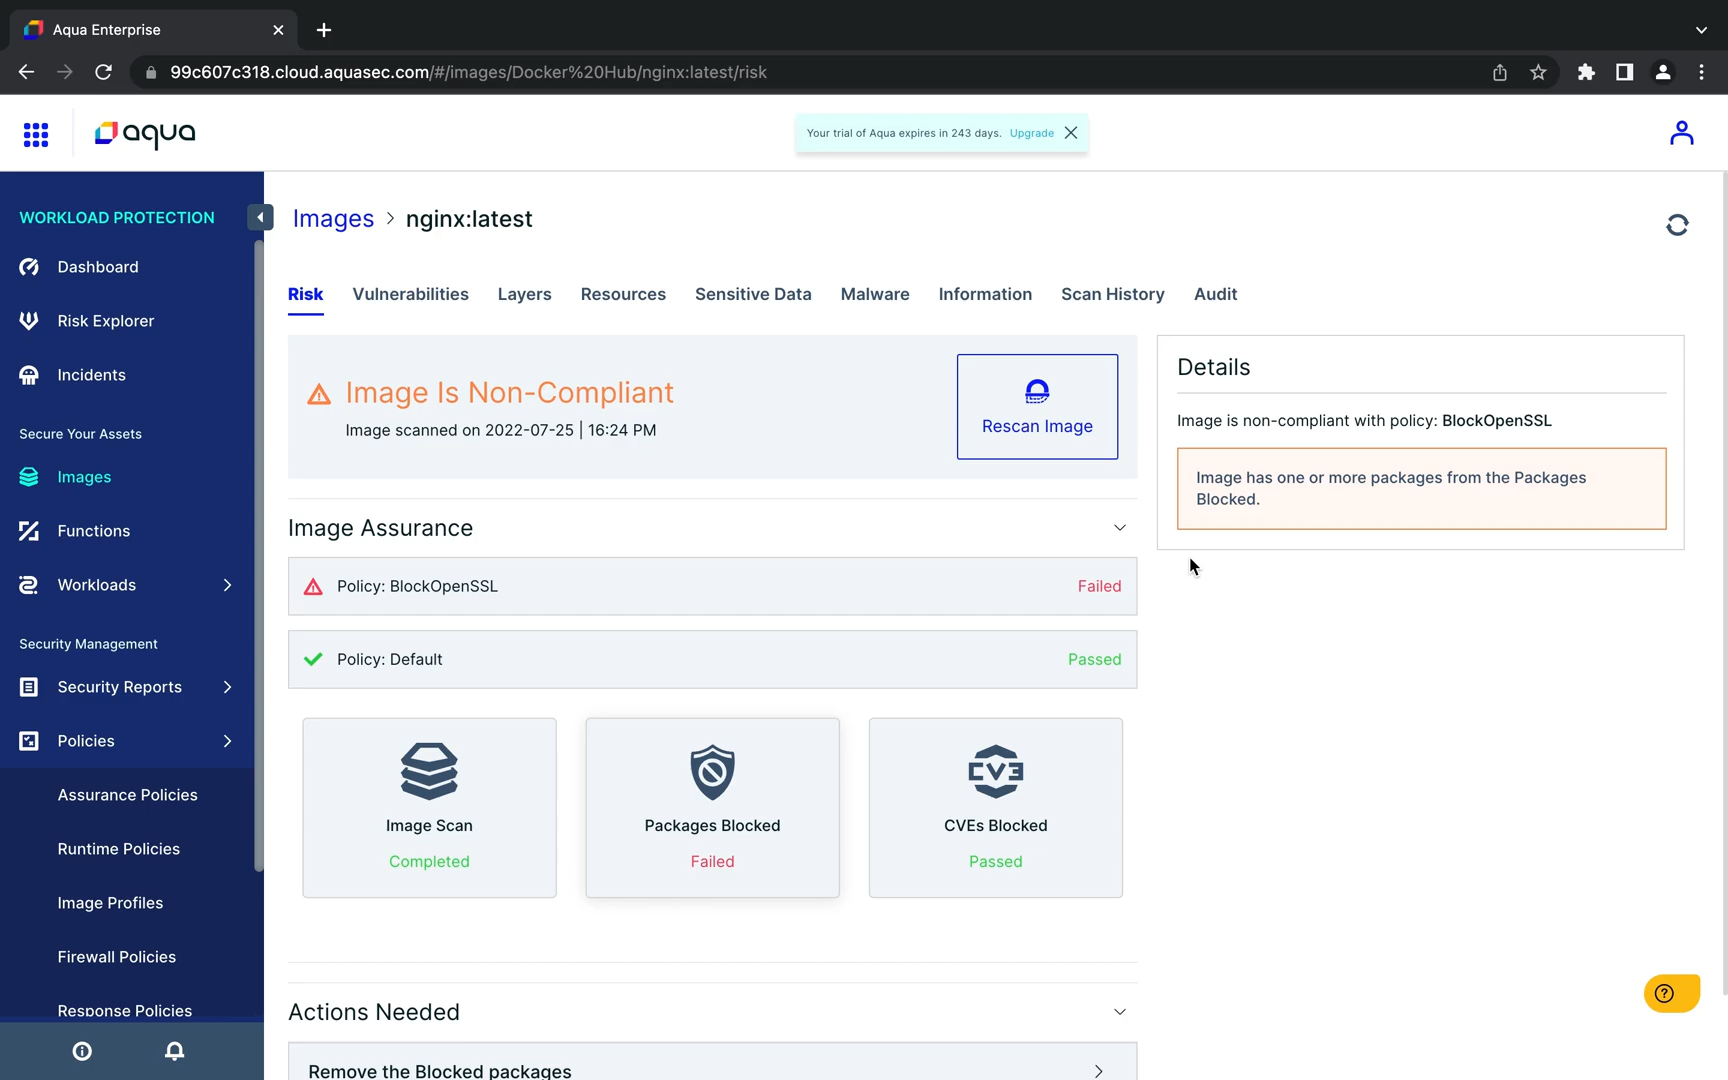 Aqua Enterprise
99c607c318.cloud.aquasec.com/#/images/Docker%20Hub/nginx:latest/risk
aqua
Your trial of Aqua expires in 243 days. Upgrade
WORKLOAD PROTECTION
Dashboard
Risk Explorer
Incidents
Secure Your Assets
Images
Functions
Workloads
Security Management
Security Reports
Policies
Assurance Policies
Runtime Policies
Image Profiles
Firewall Policies
Response Policies
Images > nginx:latest
Risk Vulnerabilities Layers Resources Sensitive Data Malware Information Scan History Audit
Image Is Non-Compliant
Image scanned on 2022-07-25 | 16:24 PM
Rescan Image
Image Assurance
Policy: BlockOpenSSL Failed
Policy: Default Passed
Image Scan
Completed
Packages Blocked
Failed
CVE
CVEs Blocked
Passed
Actions Needed
Remove the Blocked packages
Details
Image is non-compliant with policy: BlockOpenSSL
Image has one or more packages from the Packages
Blocked.